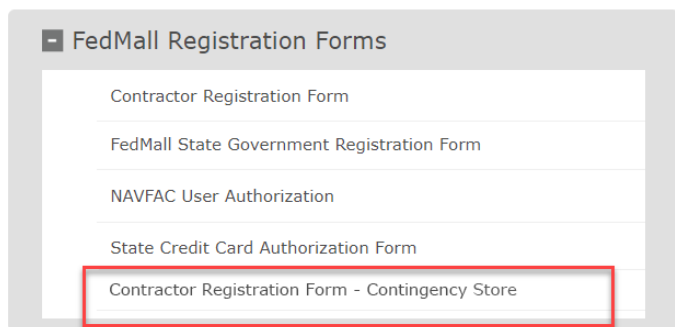 FedMall Registration Forms
Contractor Registration Form
FedMall State Government Registration Form
NAVFAC User Authorization
State Credit Card Authorization Form
Contractor Registration Form - Contingency Store